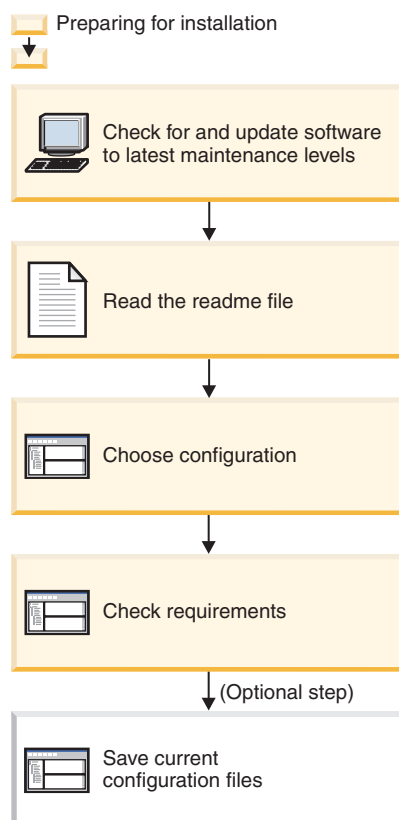 Preparing for installation
Check for and update software
to latest maintenance levels
Read the readme file
Choose configuration
Check requirements
(Optional step)
Save current
configuration files